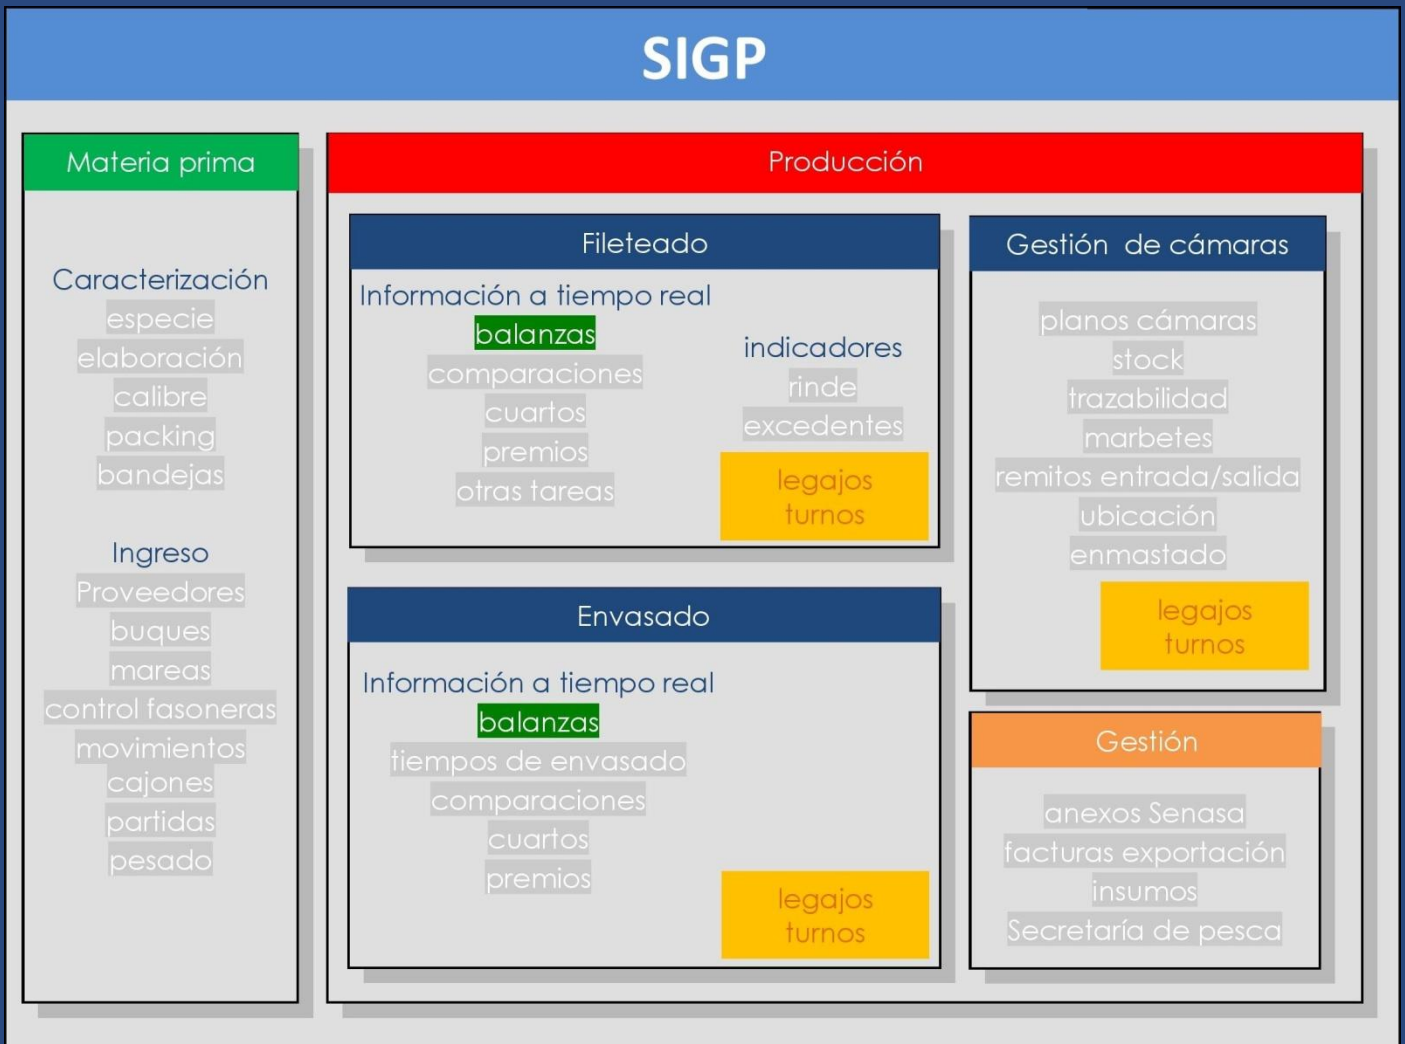 SIGP
Materia prima
Caracterización
especie
elaboración
calibre
packing
bandejas
Ingreso
Proveedores
buques
mareas
control fasoneras
movimientos
cajones
partidas
pesado
Producción
Fileteado
Información a tiempo real
balanzas
comparaciones
cuartos
premios
otras tareas
indicadores
rinde
excedentes
legajos
turnos
Envasado
Información a tiempo real
balanzas
tiempos de envasado
comparaciones
cuartos
premios
legajos
turnos
Gestión de cámaras
planos cámaras
stock
trazabilidad
marbetes
remitos entrada/salida
ubicación
enmastado
legajos
turnos
Gestión
anexos Senasa
facturas exportación
insumos
Secretaría de pesca